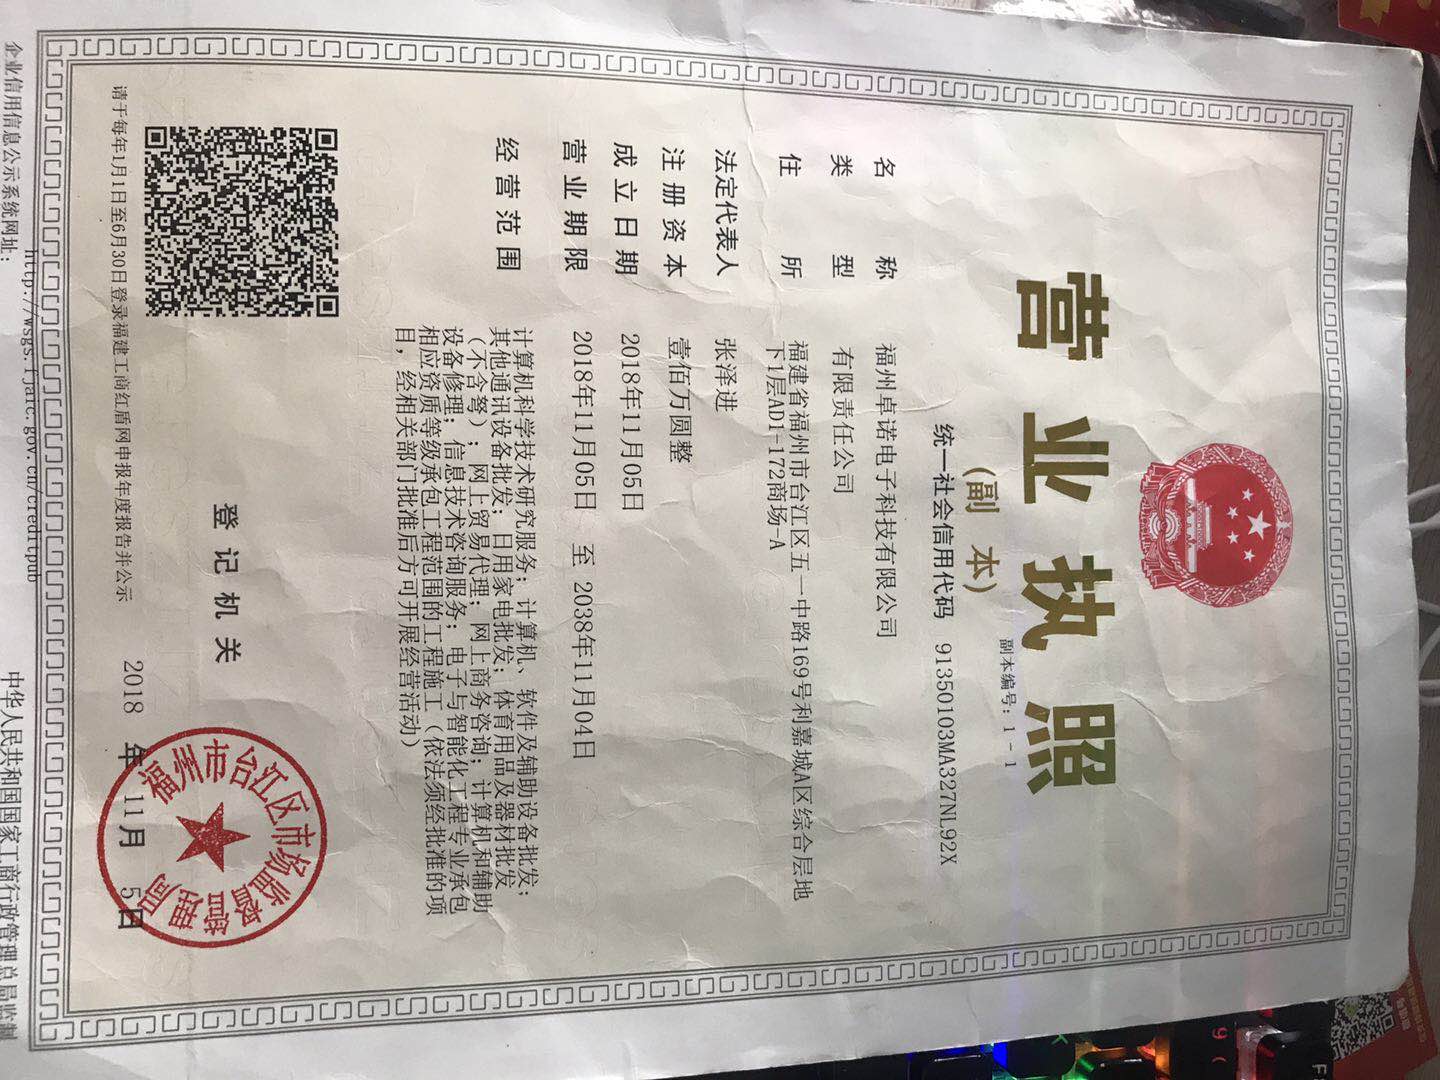 营业执照
(副 本)
副本编号：1-1
统一社会信用代码 91350103MA327NL92X
名称 福州卓诺电子科技有限公司
类型 有限责任公司
住所 福建省福州市台江区五一中路169号利嘉城A区综合层地
下1层AD1-172商场-A
法定代表人 张泽进
注册资本 壹佰万圆整
成立日期 2018年11月05日
营业期限 2018年11月05日 至 2038年11月04日
经营范围 计算机科学技术研究服务；计算机、软件及辅助设备批发；
其他通讯设备批发；日用家电批发；体育用品及器材批发
（不含弩）；网上贸易代理；网上商务咨询；计算机和辅助
设备修理；信息技术咨询服务；电子与智能化工程专业承包
相应资质等级承包工程范围的工程施工（依法须经批准的项
目，经相关部门批准后方可开展经营活动）
登记机关
2018 年 11月 5日
福州市台江区市场监督管理局
请于每年1月1日至6月30日登录福建工商红盾网申报年度报告并公示
企业信用信息公示系统网址：
http://wsgs.fjaic.gov.cn/creditpub
中华人民共和国国家工商行政管理总局监制